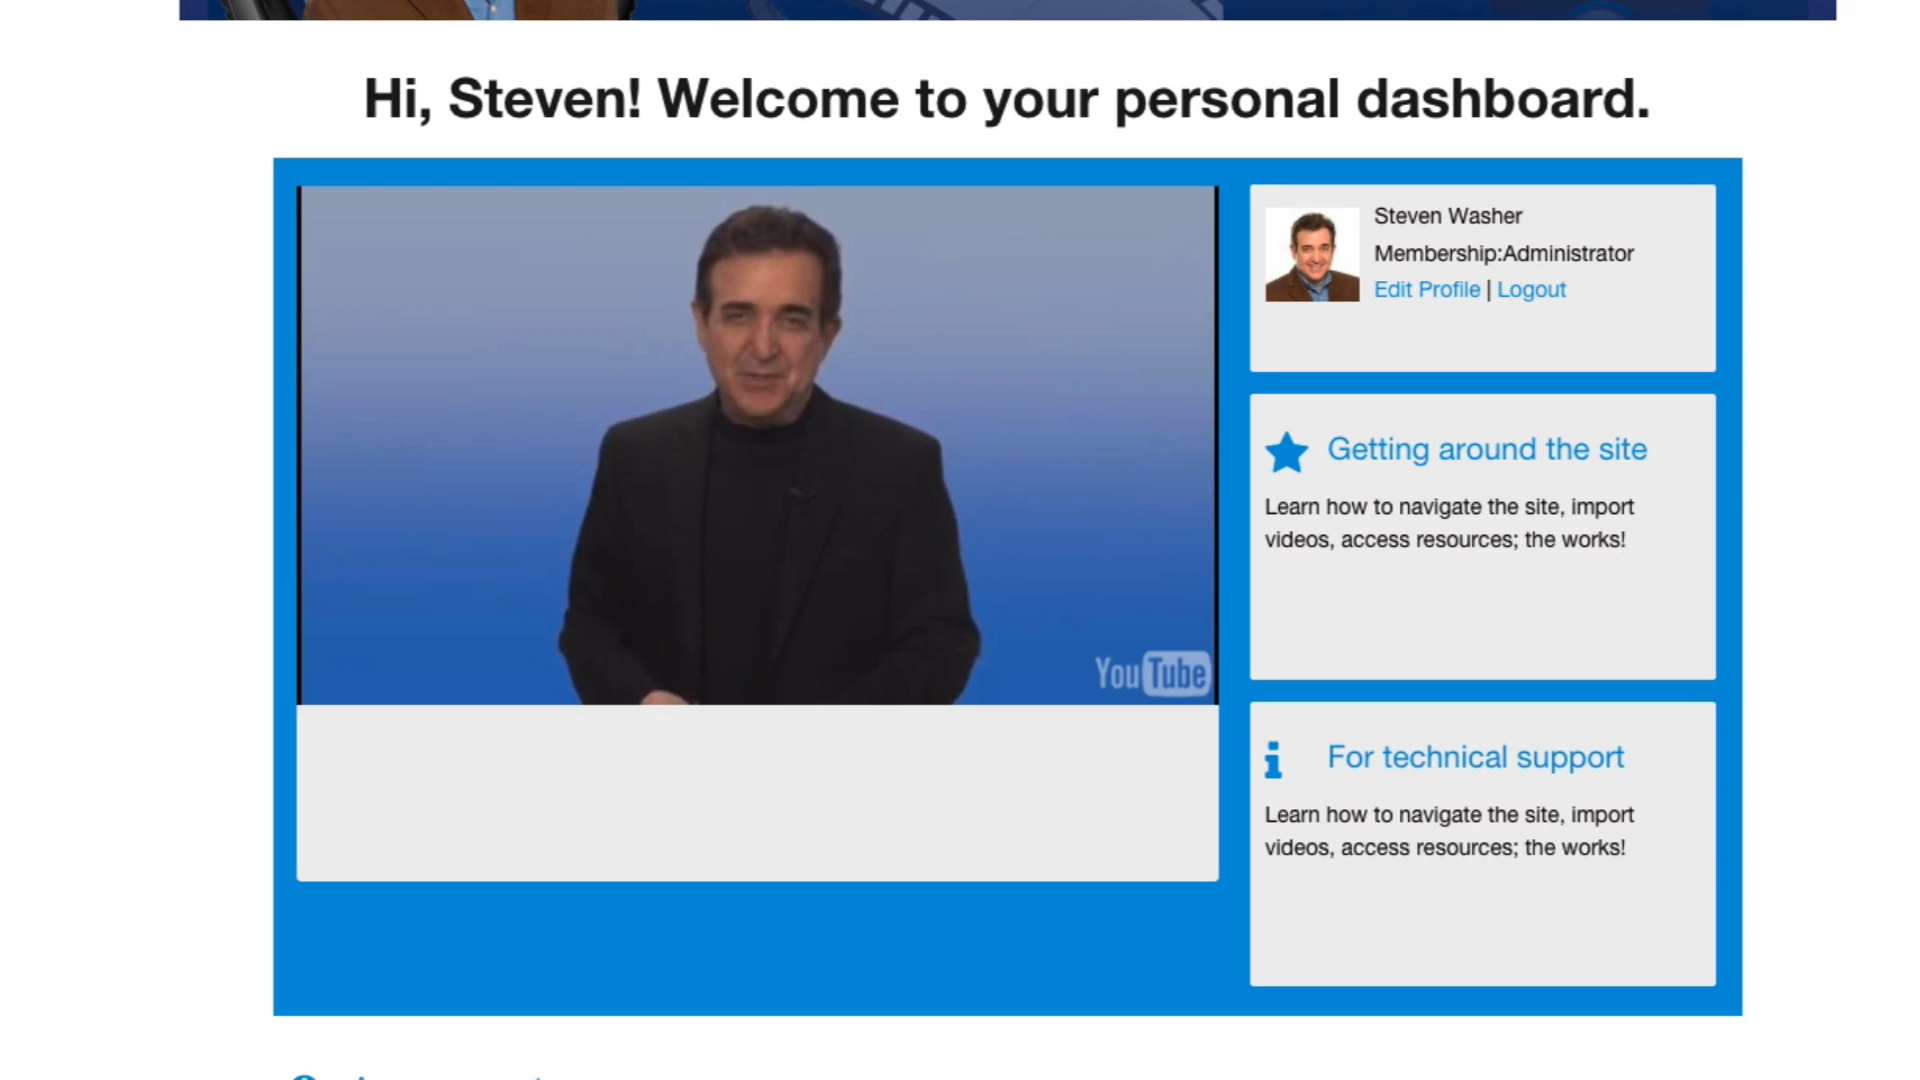 Hi, Steven! Welcome to your personal dashboard.
YouTube
Steven Washer
Membership:Administrator
Edit Profile | Logout
Getting around the site
Learn how to navigate the site, import
videos, access resources; the works!
For technical support
Learn how to navigate the site, import
videos, access resources; the works!